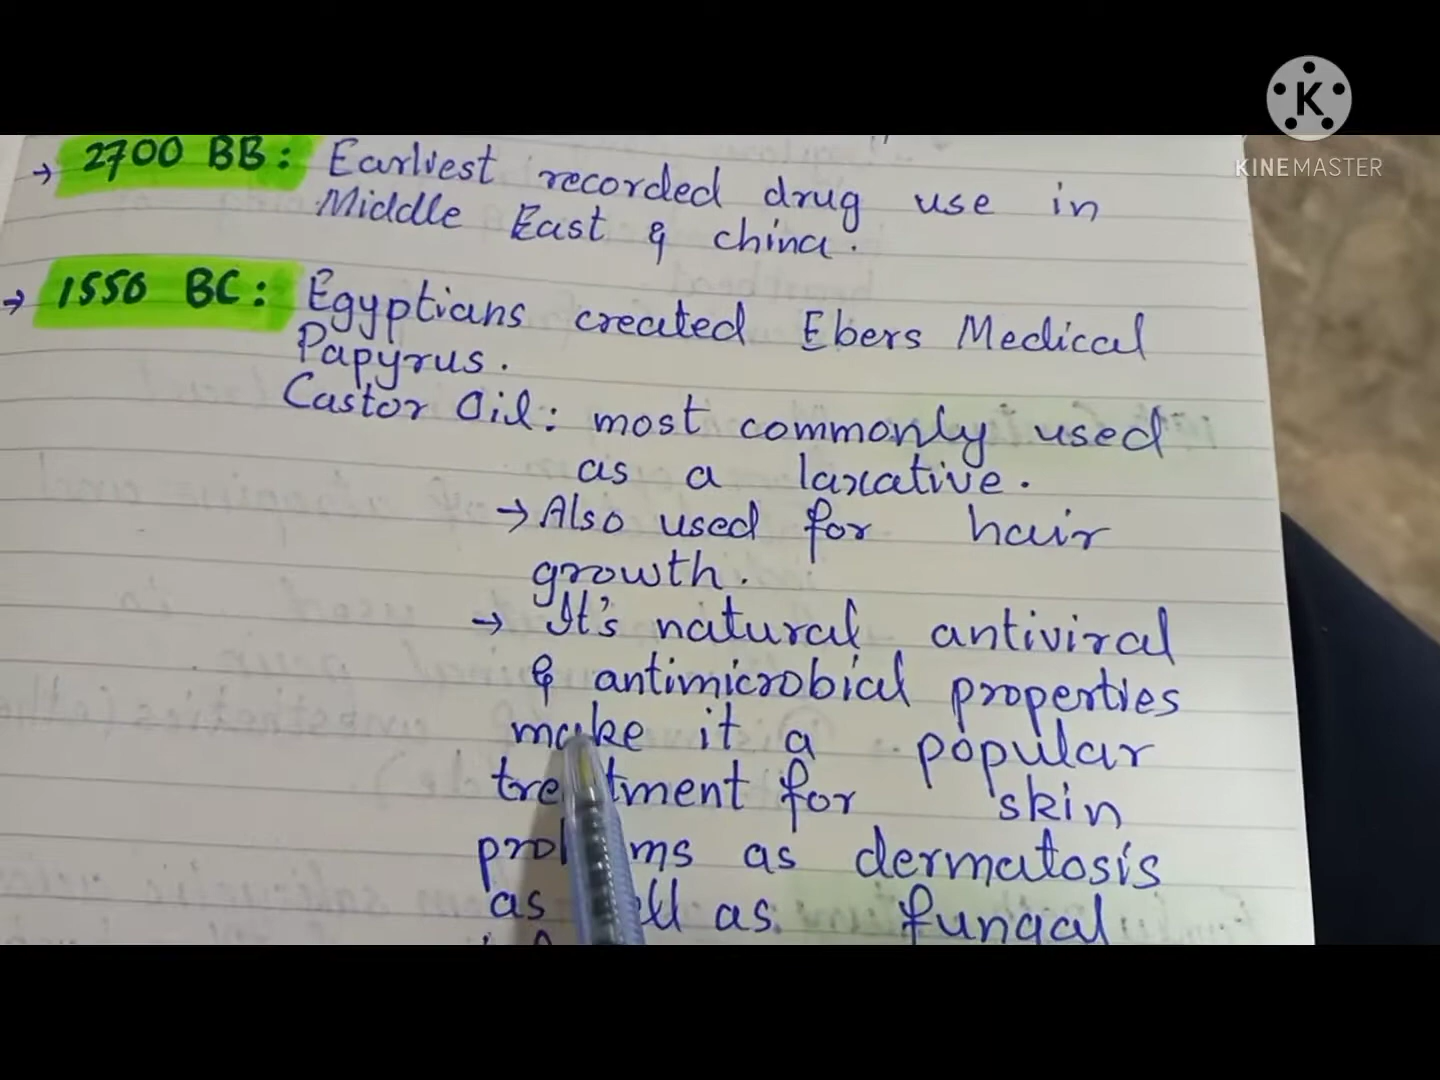 K
KINEMASTER
→ 2700 BB: Earliest recorded drug use in
Middle East & china.
→ 1550 BC: Egyptians created Ebers Medical
Papyrus.
Castor Oil: most commonly used
as a laxative.
→ Also used for hair
growth.
→ It's natural antiviral
& antimicrobial properties
make it a popular
treatment for skin
problems as dermatosis
as well as fungal